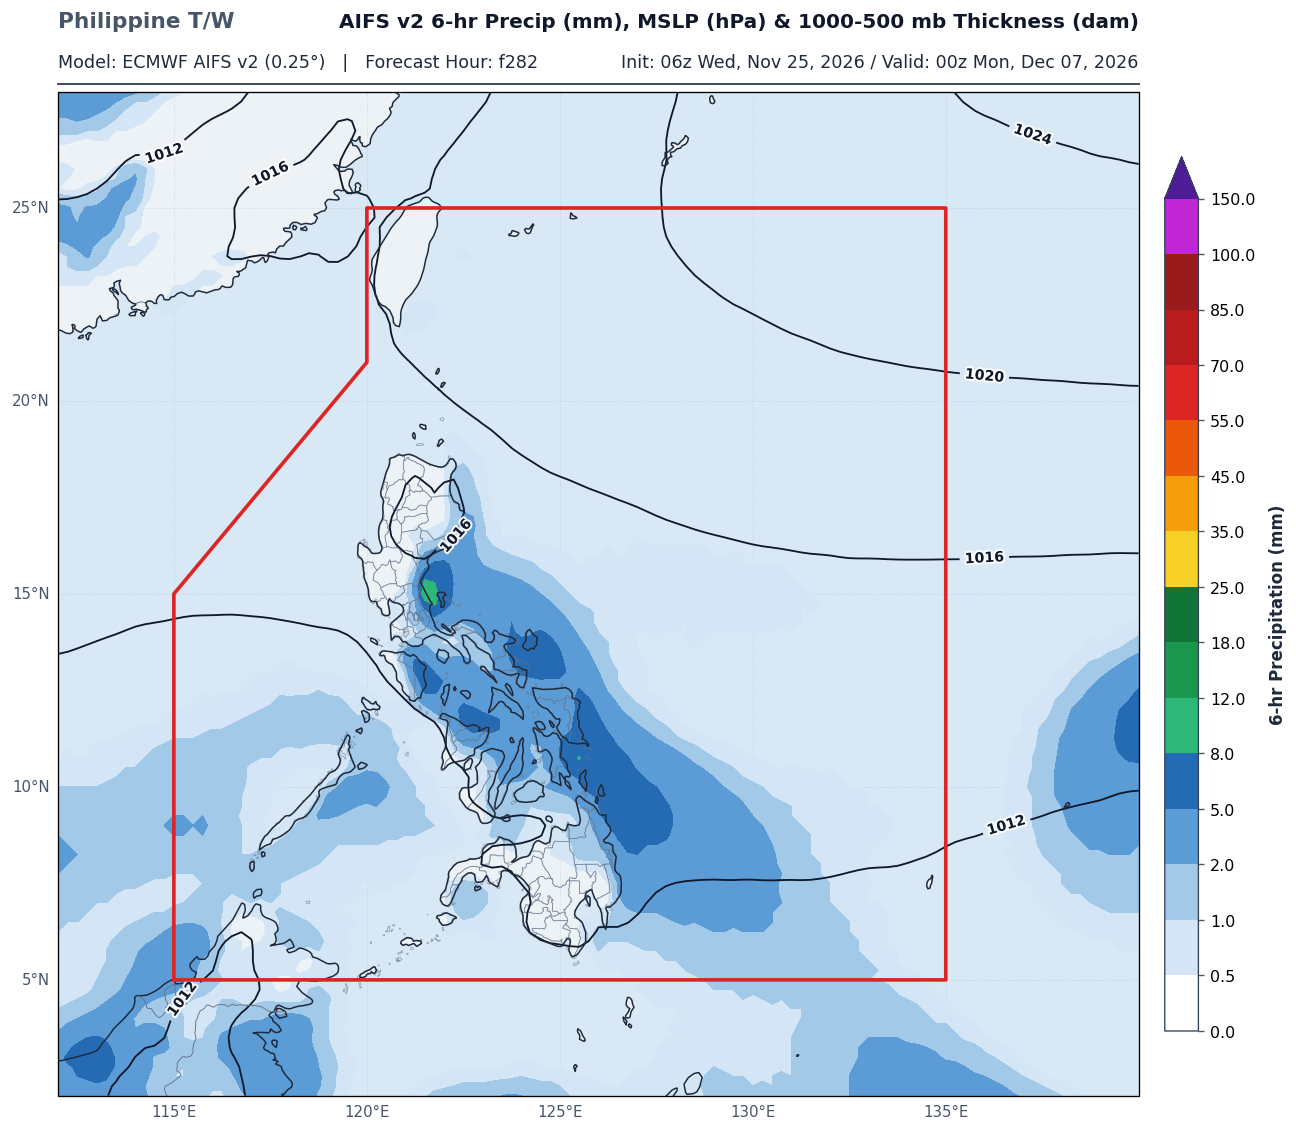 Philippine T/W
AIFS v2 6-hr Precip (mm), MSLP (hPa) & 1000-500 mb Thickness (dam)
Model: ECMWF AIFS v2 (0.25°) | Forecast Hour: f282
Init: 06z Wed, Nov 25, 2026 / Valid: 00z Mon, Dec 07, 2026
1012
1016
1024
25°N
1020
20°N
1016
1016
15°N
1012
10°N
1012
5°N
115°E
120°E
125°E
130°E
135°E
150.0
100.0
85.0
70.0
55.0
45.0
35.0
25.0
18.0
12.0
8.0
5.0
2.0
1.0
0.5
0.0
6-hr Precipitation (mm)